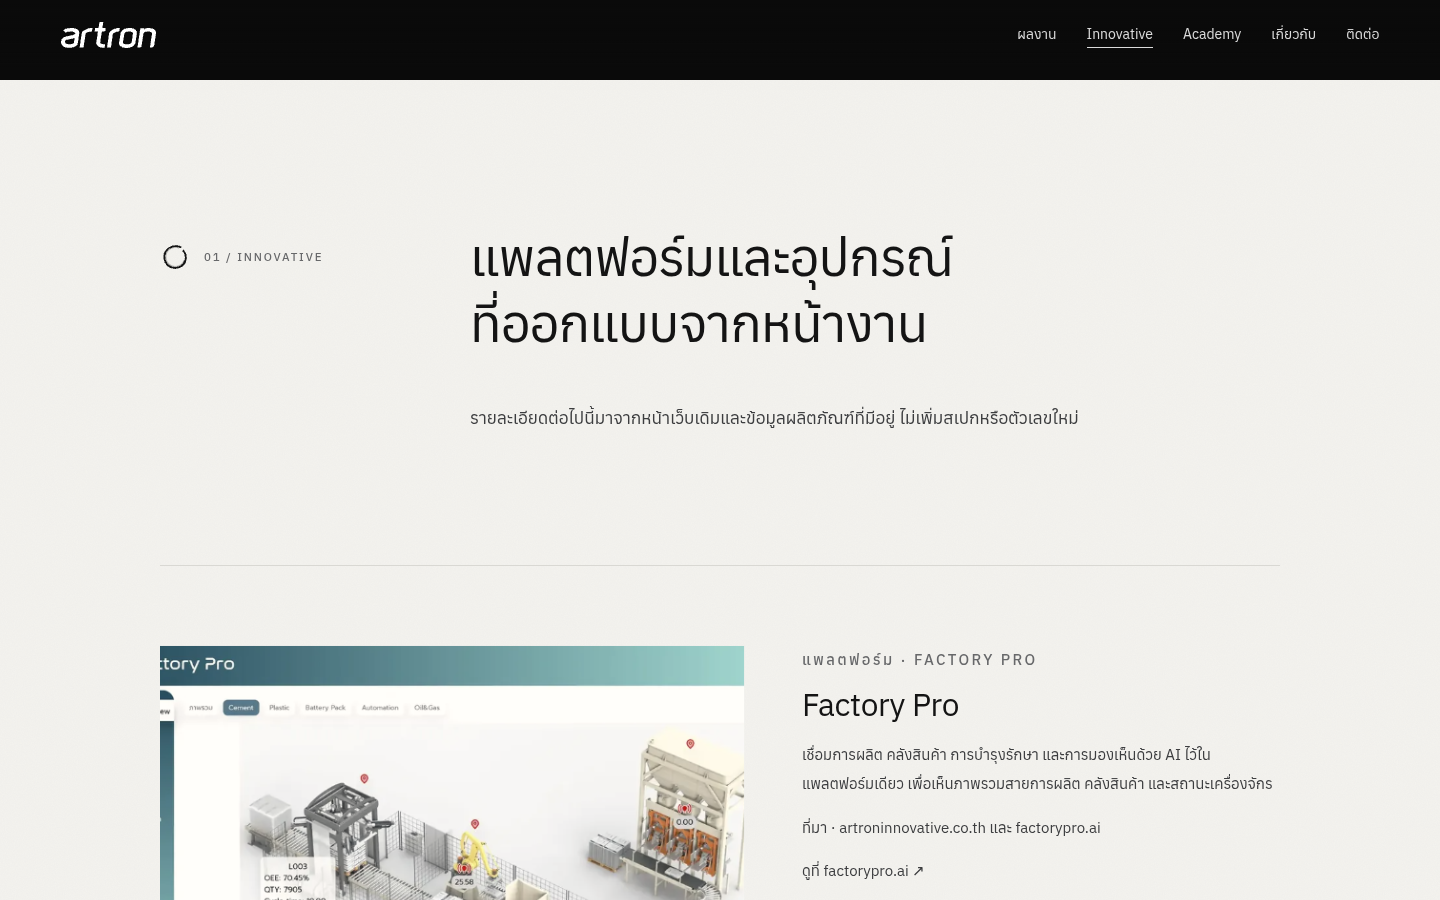 artron
ผลงาน
Innovative
Academy
เกี่ยวกับ
ติดต่อ
01 / INNOVATIVE
แพลตฟอร์มและอุปกรณ์
ที่ออกแบบจากหน้างาน
รายละเอียดต่อไปนี้มาจากหน้าเว็บเดิมและข้อมูลผลิตภัณฑ์ที่มีอยู่ ไม่เพิ่มสเปกหรือตัวเลขใหม่
ctory Pro
ew
ภาพรวม
Cement
Plastic
Battery Pack
Automation
Oil&Gas
0.00
25.58
L003
OEE: 70.45%
QTY: 7905
แพลตฟอร์ม · FACTORY PRO
Factory Pro
เชื่อมการผลิต คลังสินค้า การบำรุงรักษา และการมองเห็นด้วย AI ไว้ใน
แพลตฟอร์มเดียว เพื่อเห็นภาพรวมสายการผลิต คลังสินค้า และสถานะเครื่องจักร
ที่มา · artroninnovative.co.th และ factorypro.ai
ดูที่ factorypro.ai ↗